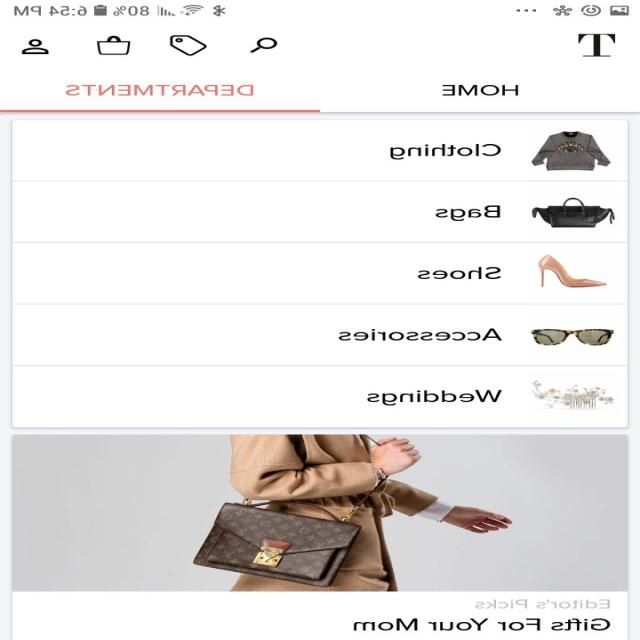 ... 80% 6:54 PM
T
HOME DEPARTMENTS
Clothing
Bags
Shoes
Accessories
Weddings
Editor's Picks
Gifts For Your Mom